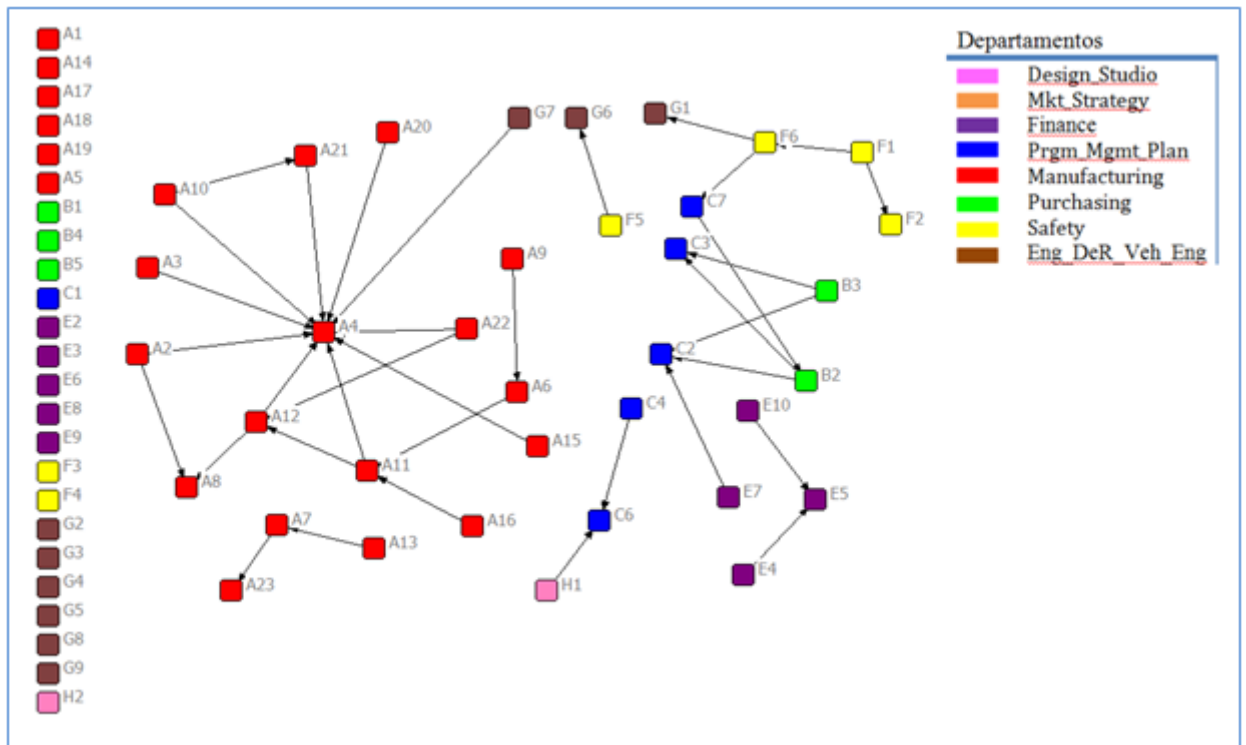 A1
A14
A17
A18
A19
A5
B1
B4
B5
C1
E2
E3
E6
E8
E9
F3
F4
G2
G3
G4
G5
G8
G9
H2
G7
G6
G1
A20
F6
F1
A21
A10
C7
F2
F5
C3
A9
A3
B3
A4
A22
A2
C2
B2
A6
C4
E10
A12
A15
A11
A8
E7
E5
A7
A16
C6
A13
E4
A23
H1
Departamentos
Design_Studio
Mkt_Strategy
Finance
Prgm_Mgmt_Plan
Manufacturing
Purchasing
Safety
Eng_DeR_Veh_Eng